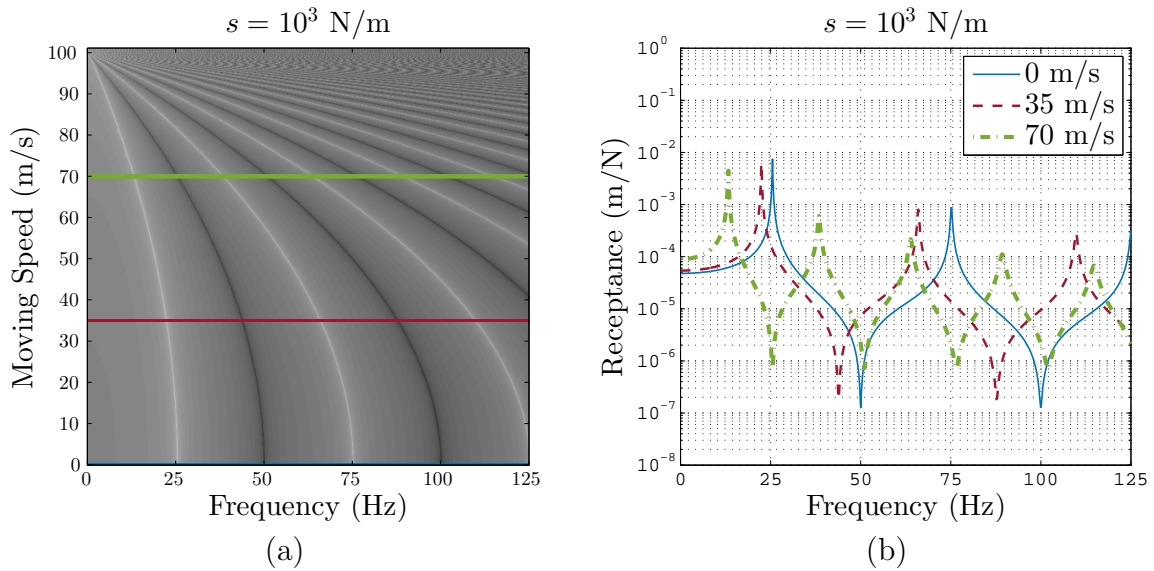 s = 10³ N/m
Moving Speed (m/s)
100
90
80
70
60
50
40
30
20
10
0
0 25 50 75 100 125
Frequency (Hz)
(a)
s = 10³ N/m
Receptance (m/N)
10⁰
10⁻¹
10⁻²
10⁻³
10⁻⁴
10⁻⁵
10⁻⁶
10⁻⁷
10⁻⁸
0 m/s
35 m/s
70 m/s
0 25 50 75 100 125
Frequency (Hz)
(b)